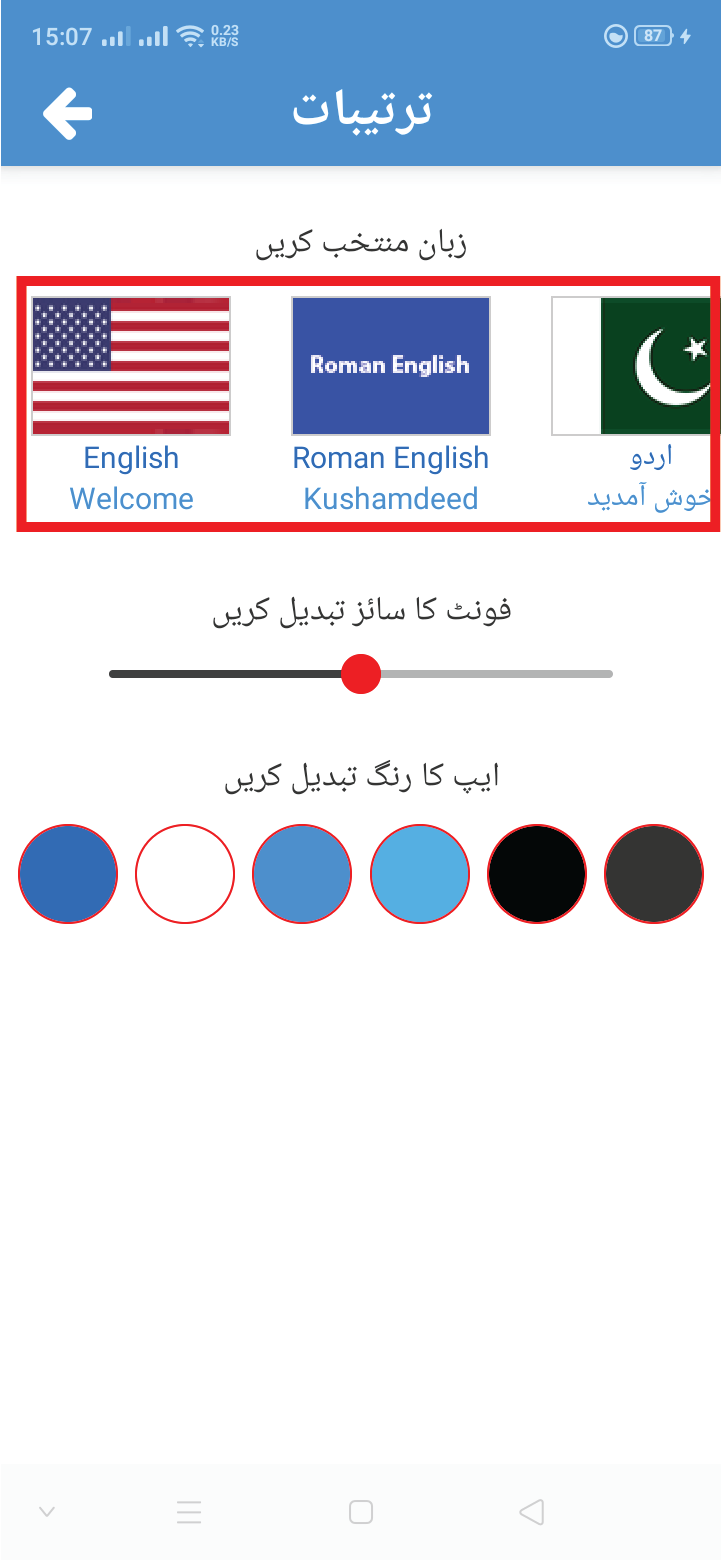 15:07 0.23 KB/S 87
ترتیبات
زبان منتخب کریں
Roman English
English Roman English اردو
Welcome Kushamdeed خوش آمدید
فونٹ کا سائز تبدیل کریں
ایپ کا رنگ تبدیل کریں